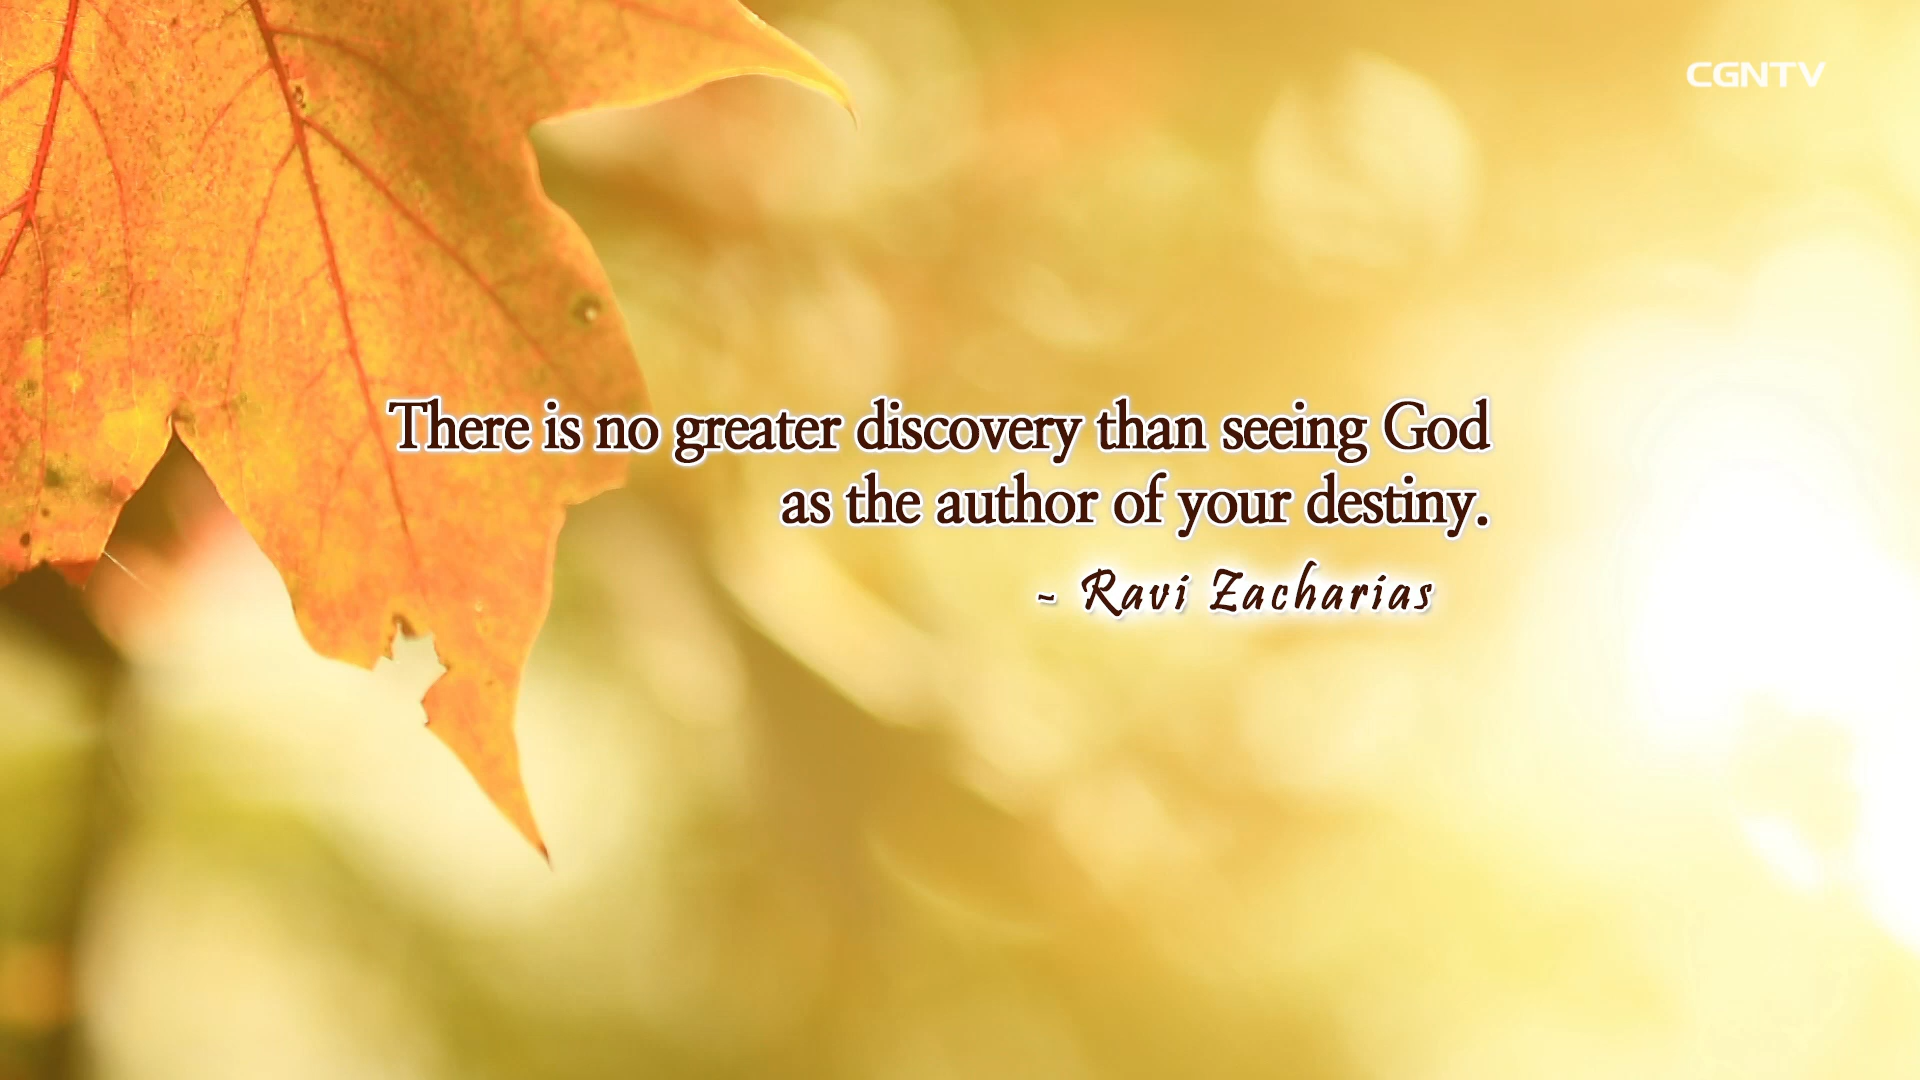 CGNTV
There is no greater discovery than seeing God
as the author of your destiny.
~ Ravi Zacharias